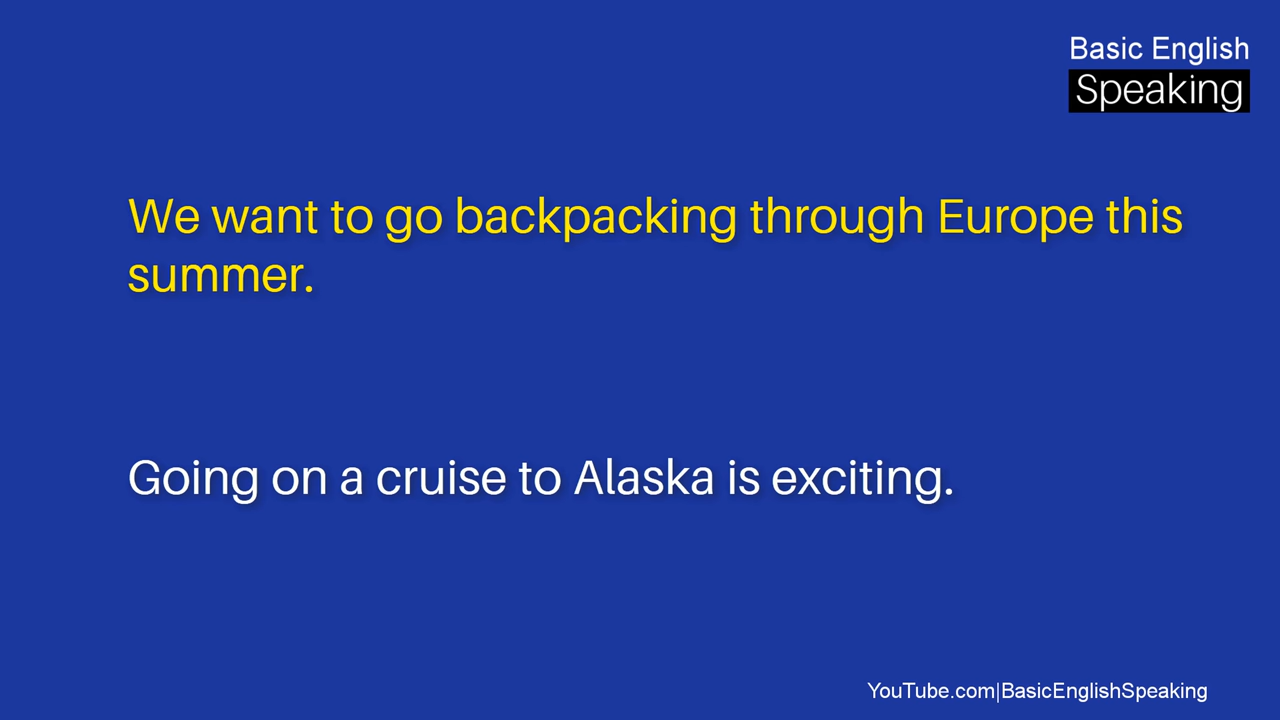 Basic English
Speaking
We want to go backpacking through Europe this
summer.
Going on a cruise to Alaska is exciting.
YouTube.com|BasicEnglishSpeaking